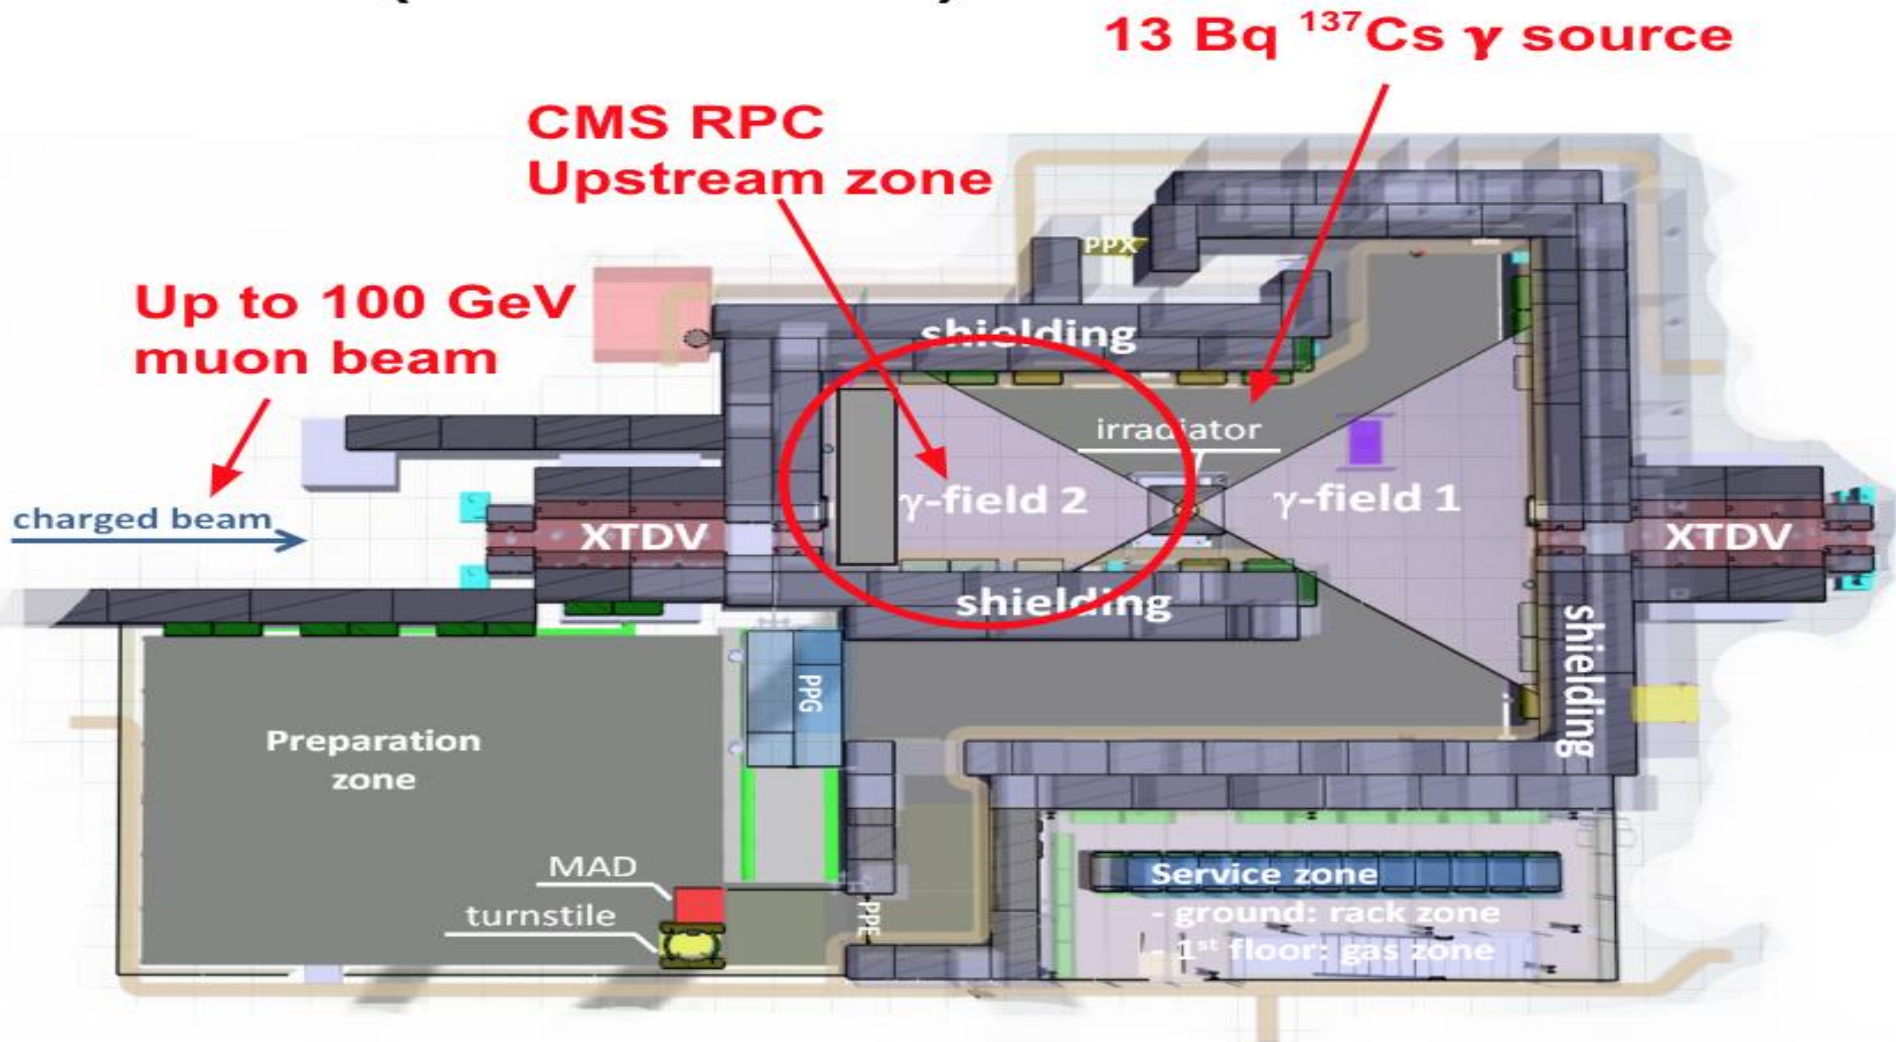 13 Bq ¹³⁷Cs γ source
CMS RPC
Upstream zone
PPX
Up to 100 GeV
muon beam
shielding
irradiator
charged beam
XTDV
γ-field 2
γ-field 1
XTDV
shielding
shielding
PPG
Preparation
zone
MAD
turnstile
PPE
Service zone
- ground: rack zone
- 1st floor: gas zone